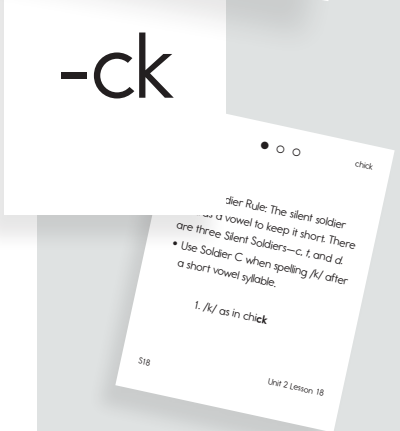 -ck
chick
dier Rule: The silent soldier
as a vowel to keep it short. There
are three Silent Soldiers—c, t, and d.
• Use Soldier C when spelling /k/ after
a short vowel syllable.
1. /k/ as in chick
S18
Unit 2 Lesson 18